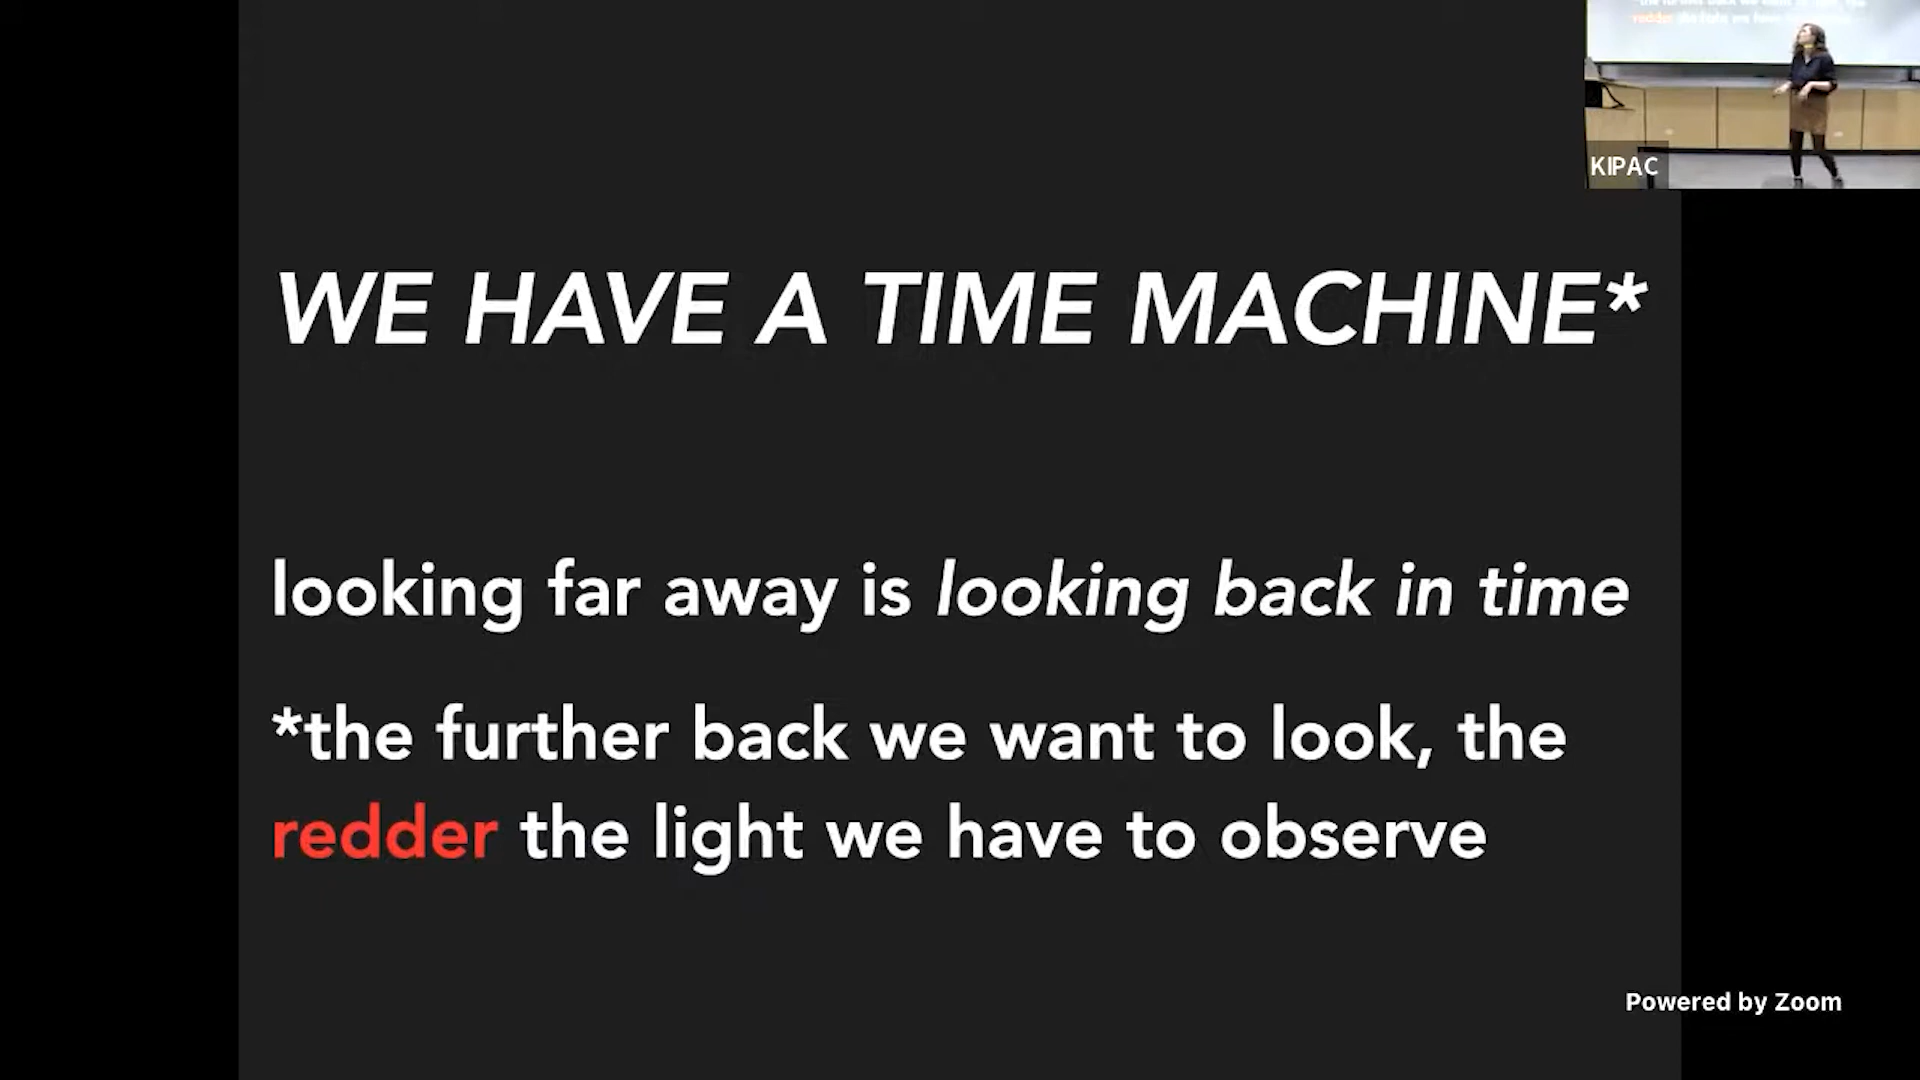 WE HAVE A TIME MACHINE*
looking far away is looking back in time
*the further back we want to look, the
redder the light we have to observe
KIPAC
Powered by Zoom